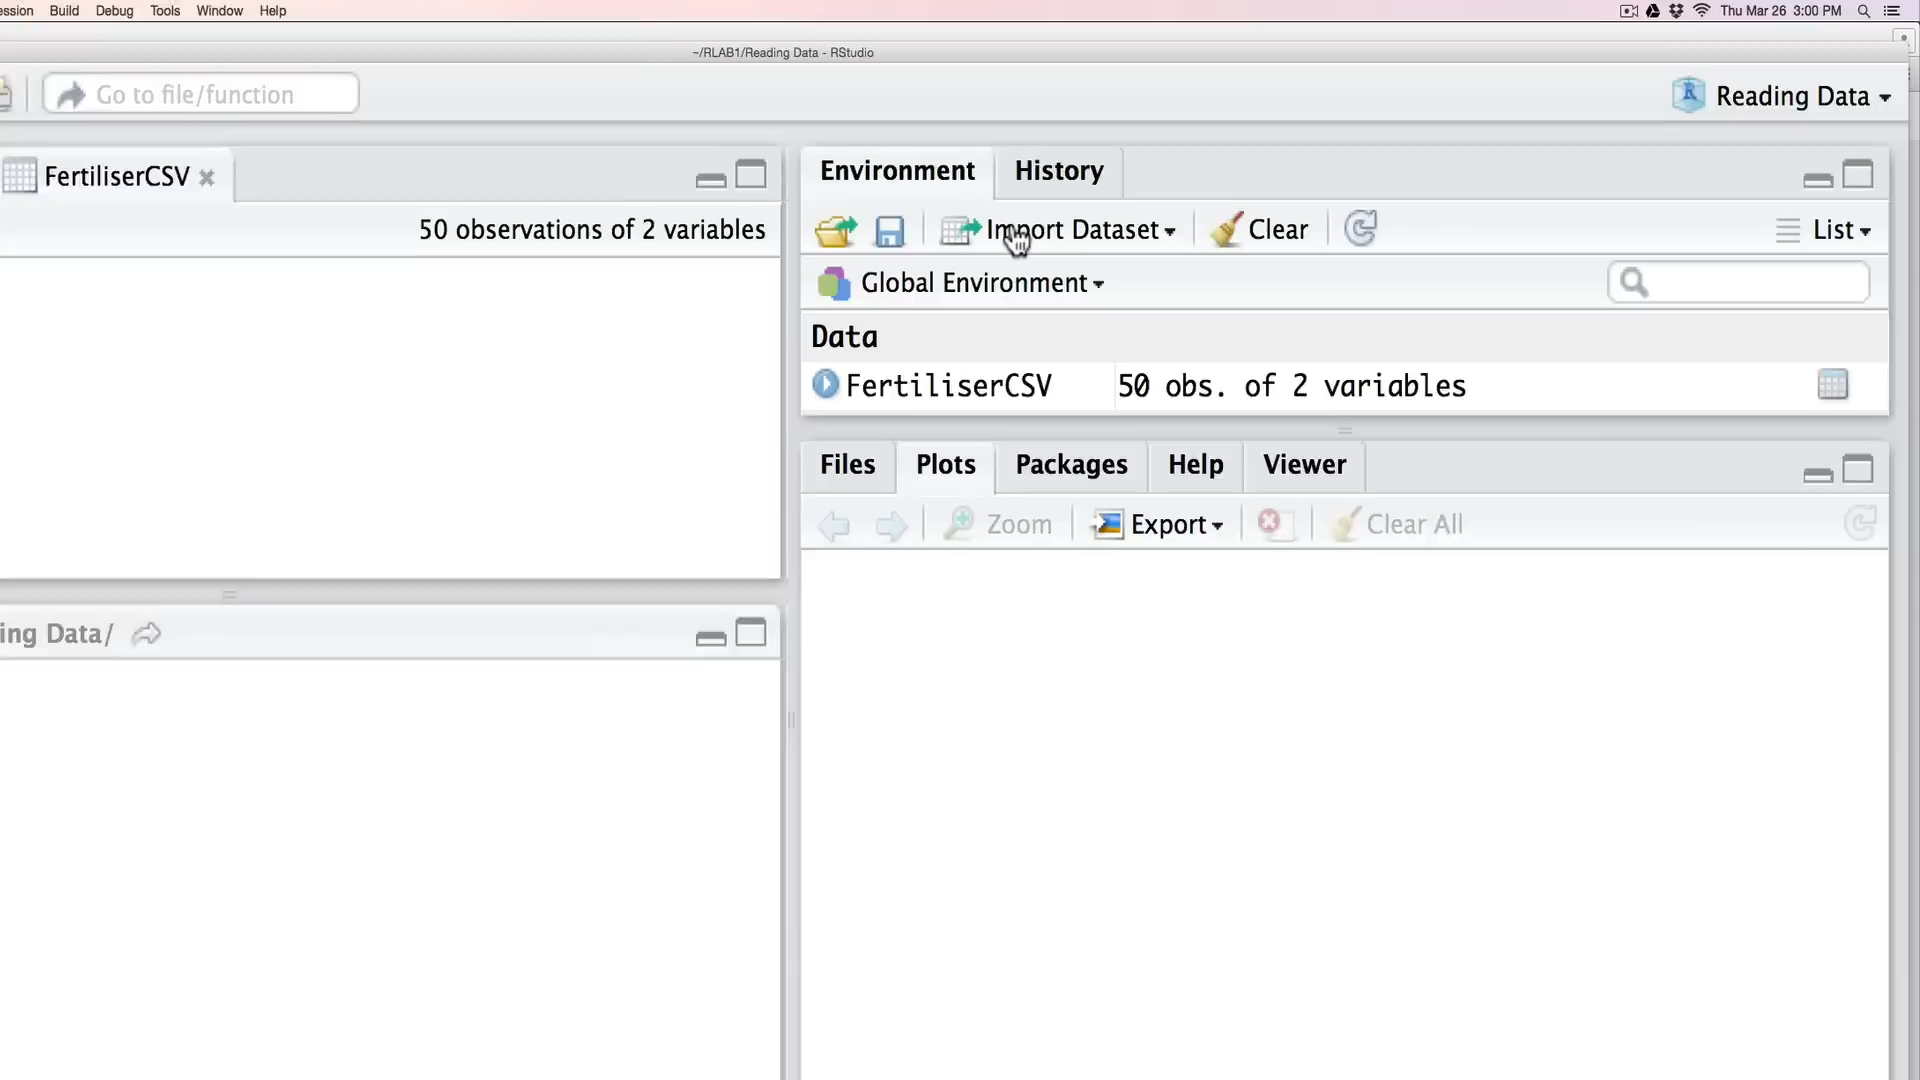 ession Build Debug Tools Window Help Thu Mar 26 3:00 PM
~/RLAB1/Reading Data - RStudio
Go to file/function Reading Data
FertiliserCSV Environment History
50 observations of 2 variables Import Dataset Clear List
Global Environment
Data
FertiliserCSV 50 obs. of 2 variables
Files Plots Packages Help Viewer
Zoom Export Clear All
ing Data/